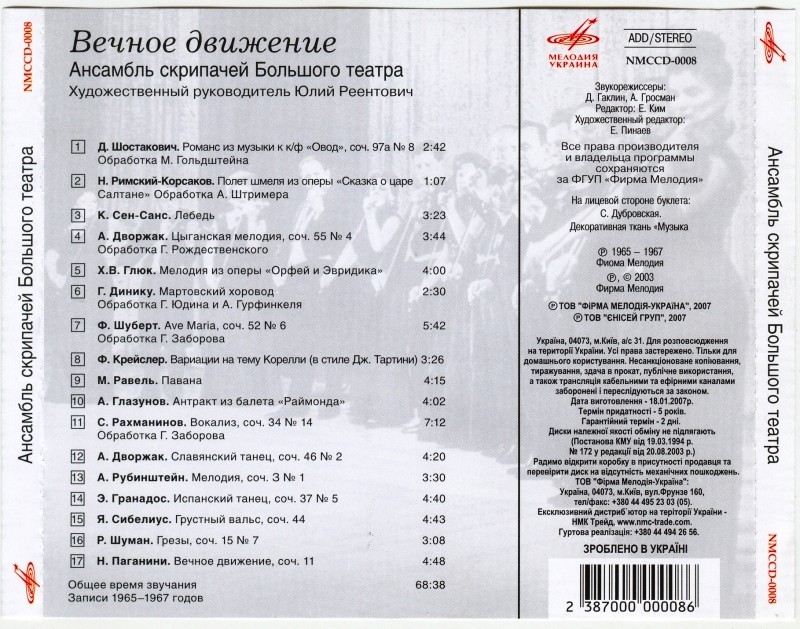 NMCCD-0008
Ансамбль скрипачей Большого театра
Вечное движение
Ансамбль скрипачей Большого театра
Художественный руководитель Юлий Реентович
1 Д. Шостакович. Романс из музыки к к/ф «Овод», соч. 97а № 8 2:42
Обработка М. Гольдштейна
2 Н. Римский-Корсаков. Полет шмеля из оперы «Сказка о царе 1:07
Салтане» Обработка А. Штримера
3 К. Сен-Санс. Лебедь 3:23
4 А. Дворжак. Цыганская мелодия, соч. 55 № 4 3:44
Обработка Г. Рождественского
5 Х.В. Глюк. Мелодия из оперы «Орфей и Эвридика» 4:00
6 Г. Динику. Мартовский хоровод 2:30
Обработка Г. Юдина и А. Гурфинкеля
7 Ф. Шуберт. Ave Maria, соч. 52 № 6 5:42
Обработка Г. Заборова
8 Ф. Крейслер. Вариации на тему Корелли (в стиле Дж. Тартини) 3:26
9 М. Равель. Павана 4:15
10 А. Глазунов. Антракт из балета «Раймонда» 4:02
11 С. Рахманинов. Вокализ, соч. 34 № 14 7:12
Обработка Г. Заборова
12 А. Дворжак. Славянский танец, соч. 46 № 2 4:20
13 А. Рубинштейн. Мелодия, соч. 3 № 1 3:30
14 Э. Гранадос. Испанский танец, соч. 37 № 5 4:40
15 Я. Сибелиус. Грустный вальс, соч. 44 4:43
16 Р. Шуман. Грезы, соч. 15 № 7 3:08
17 Н. Паганини. Вечное движение, соч. 11 4:48
Общее время звучания 68:38
Записи 1965–1967 годов
МЕЛОДИЯ
УКРАИНА
ADD/STEREO
NMCCD-0008
Звукорежиссеры:
Д. Гаклин, А. Гросман
Редактор: Е. Ким
Художественный редактор:
Е. Пинаев
Все права производителя
и владельца программы
сохраняются
за ФГУП «Фирма Мелодия»
На лицевой стороне буклета:
С. Дубровская.
Декоративная ткань «Музыка
℗ 1965 – 1967
Фиома Мелодия
℗, © 2003
Фирма Мелодия
℗ ТОВ "ФІРМА МЕЛОДІЯ-УКРАЇНА", 2007
℗ ТОВ "ЄНІСЕЙ ГРУП", 2007
Україна, 04073, м.Київ, а/с 31. Для розповсюдження
на території України. Усі права застережено. Тільки для
домашнього користування. Несанкціоноване копіювання,
тиражування, здача в прокат, публічне використання,
а також трансляція кабельними та ефірними каналами
заборонені і переслідуються за законом.
Дата виготовлення - 18.01.2007р.
Термін придатності - 5 років.
Гарантійний термін - 2 дні.
Диски належної якості обміну не підлягають
(Постанова КМУ від 19.03.1994 р.
№ 172 у редакції від 20.08.2003 р.)
Радимо відкрити коробку в присутності продавця та
перевірити диск на відсутність механічних пошкоджень.
ТОВ "Фірма Мелодія-Україна":
Україна, 04073, м.Київ, вул.Фрунзе 160,
тел/факс: +380 44 495 23 03 (05).
Ексклюзивний дистриб'ютор на теріторії України -
НМК Трейд, www.nmc-trade.com.
Гуртова реалізація: +380 44 494 26 56.
ЗРОБЛЕНО В УКРАЇНІ
2 387000 000086
Ансамбль скрипачей Большого театра
NMCCD-0008